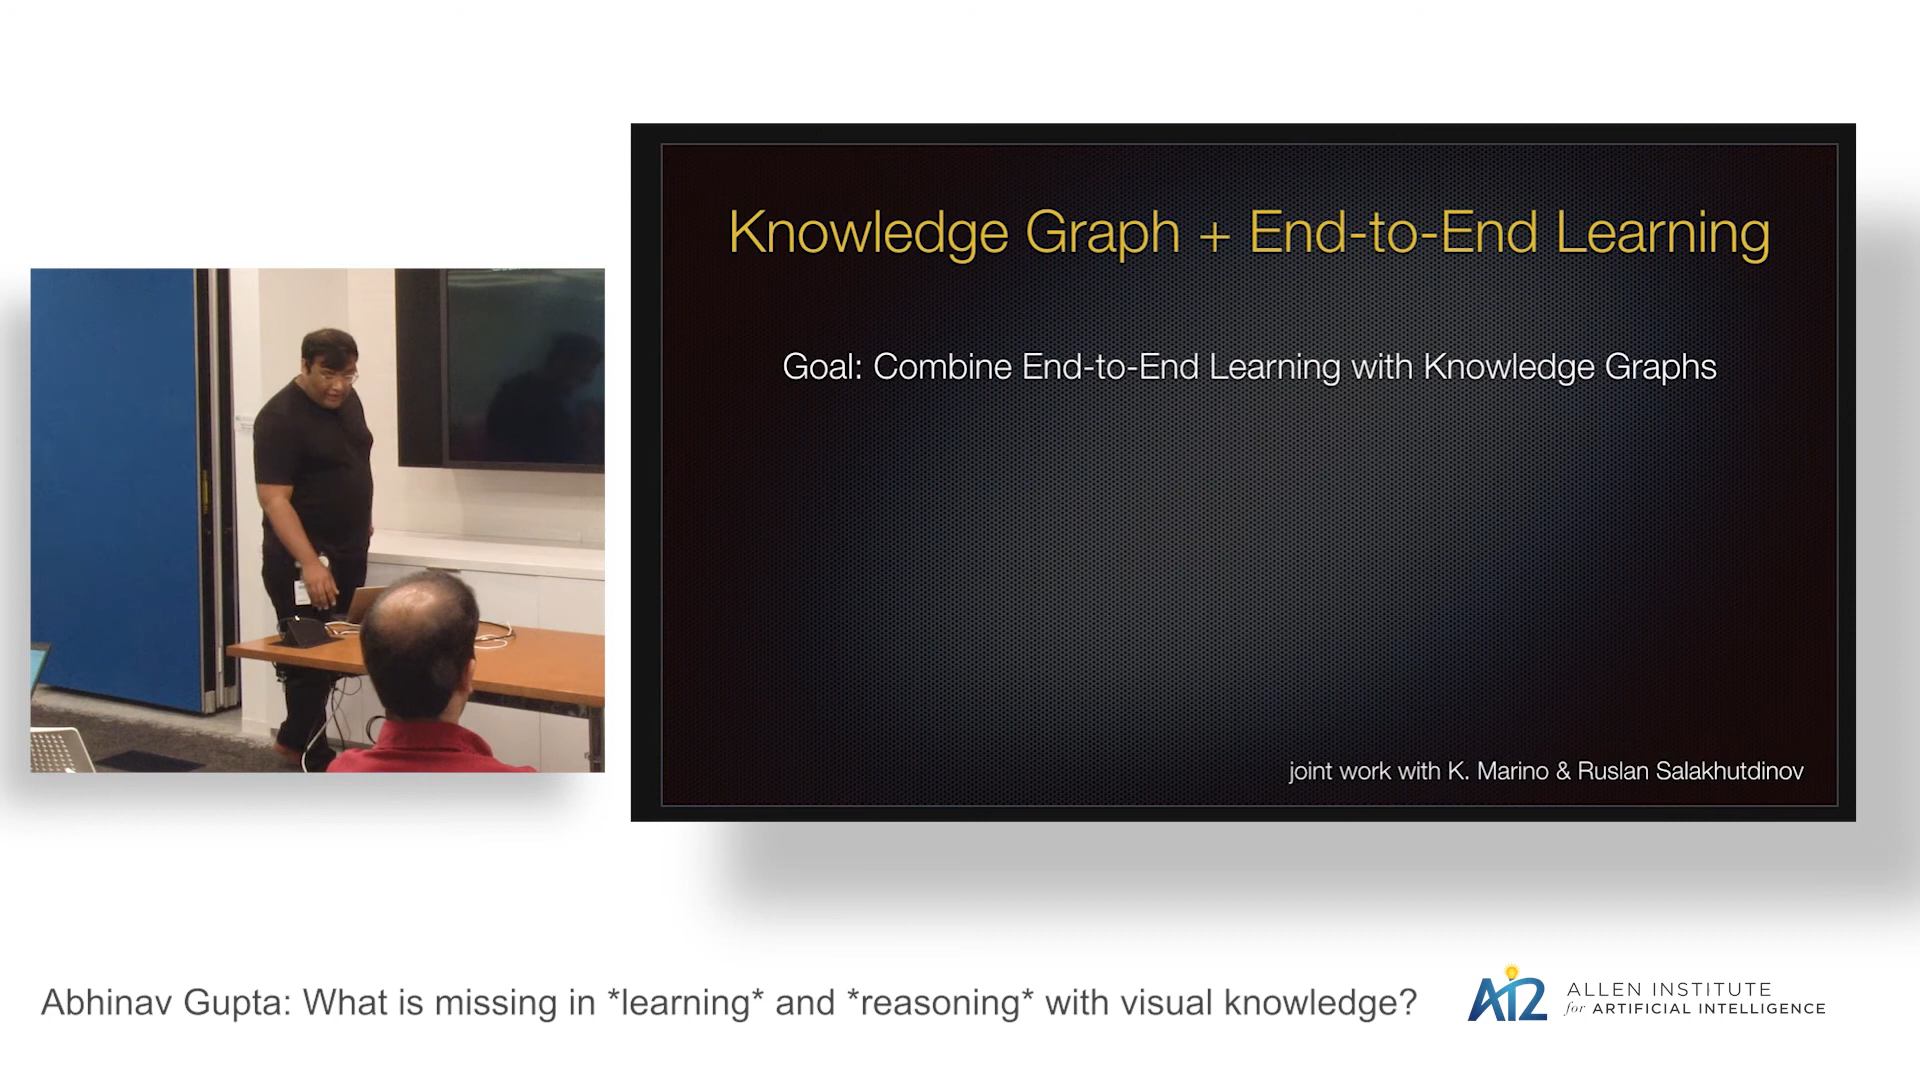 Knowledge Graph + End-to-End Learning
Goal: Combine End-to-End Learning with Knowledge Graphs
joint work with K. Marino & Ruslan Salakhutdinov
Abhinav Gupta: What is missing in *learning* and *reasoning* with visual knowledge?
AI2
ALLEN INSTITUTE
for ARTIFICIAL INTELLIGENCE